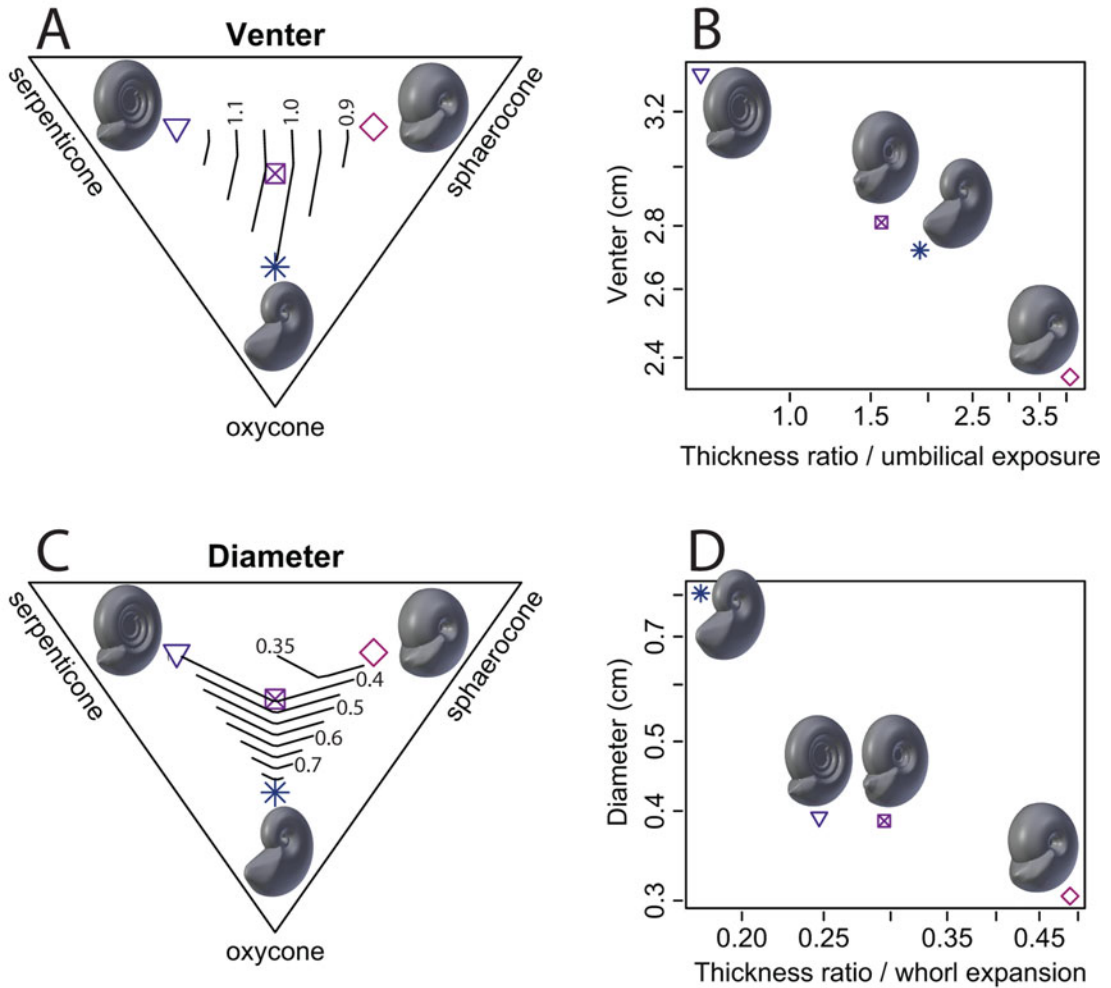 A
Venter
serpenticone
sphaerocone
1.1
1.0
0.9
oxycone
B
Venter (cm)
3.2
2.8
2.6
2.4
1.0
1.5
2.5
3.5
Thickness ratio / umbilical exposure
C
Diameter
serpenticone
sphaerocone
0.35
0.4
0.5
0.6
0.7
oxycone
D
Diameter (cm)
0.7
0.5
0.4
0.3
0.20
0.25
0.35
0.45
Thickness ratio / whorl expansion